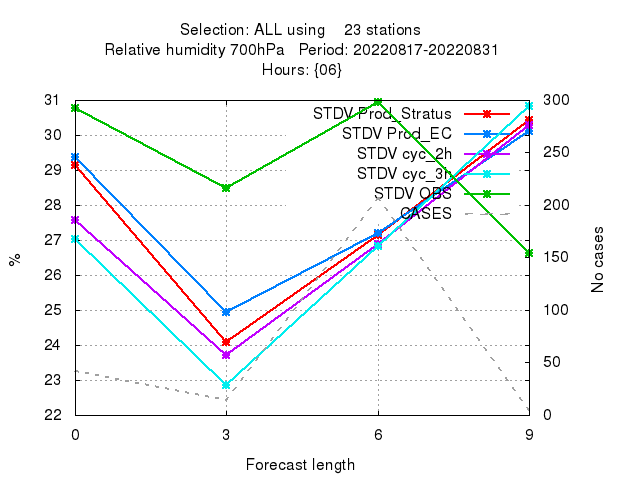 Selection: ALL using 23 stations
Relative humidity 700hPa Period: 20220817-20220831
Hours: {06}
31
30
29
28
27
26
25
24
23
22
%
300
250
200
150
100
50
0
No cases
STDV Prod_Stratus
STDV Prod_EC
STDV cyc_2h
STDV cyc_3h
STDV OBS
CASES
0 3 6 9
Forecast length